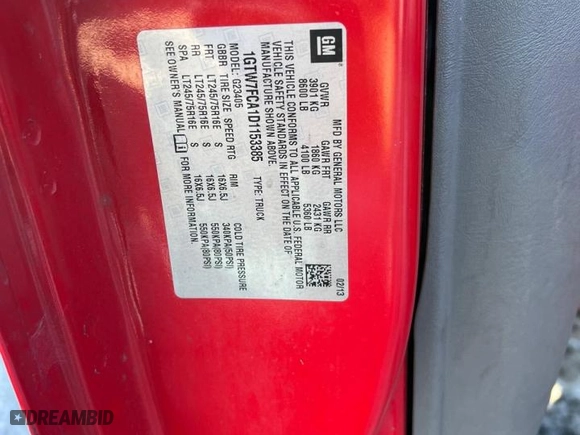 GM
MFD BY GENERAL MOTORS LLC
02/13
GVWR GAWR FRT GAWR RR
3901 KG 1860 KG 2431 KG
8600 LB 4100 LB 5360 LB
THIS VEHICLE CONFORMS TO ALL APPLICABLE U.S. FEDERAL MOTOR
VEHICLE SAFETY STANDARDS IN EFFECT ON THE DATE OF
MANUFACTURE SHOWN ABOVE.
1GTW7FCA1D1153385 TYPE: TRUCK
MODEL: G23405
GBBR TIRE SIZE SPEED RTG RIM COLD TIRE PRESSURE
FRT LT245/75R16E S 16X6.5J 340KPA(50PSI)
RR LT245/75R16E S 16X6.5J 550KPA(80PSI)
SPA LT245/75R16E S 16X6.5J 550KPA(80PSI)
SEE OWNER'S MANUAL FOR MORE INFORMATION.
DREAMBID